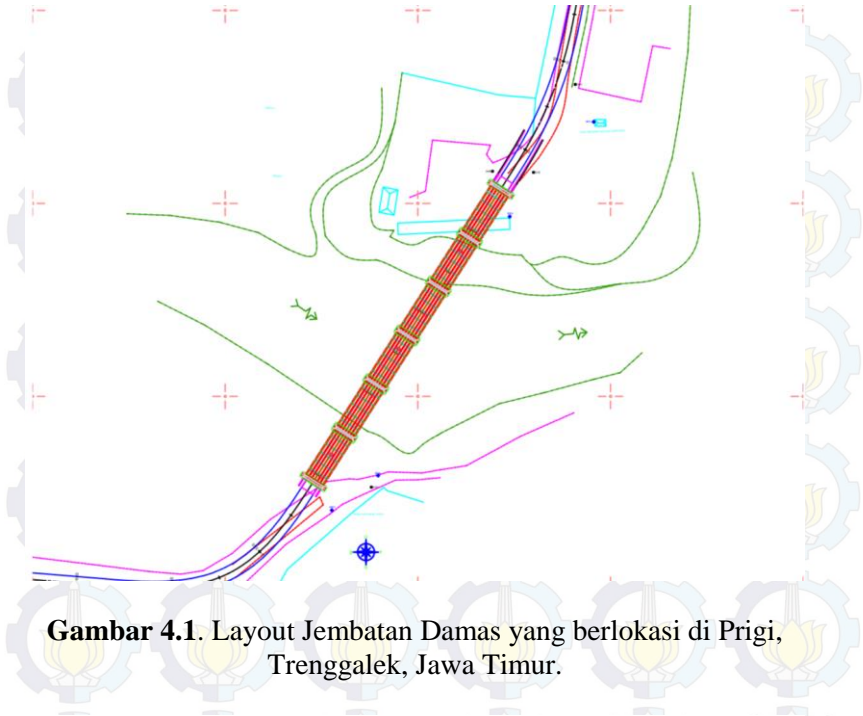 Gambar 4.1. Layout Jembatan Damas yang berlokasi di Prigi,
Trenggalek, Jawa Timur.